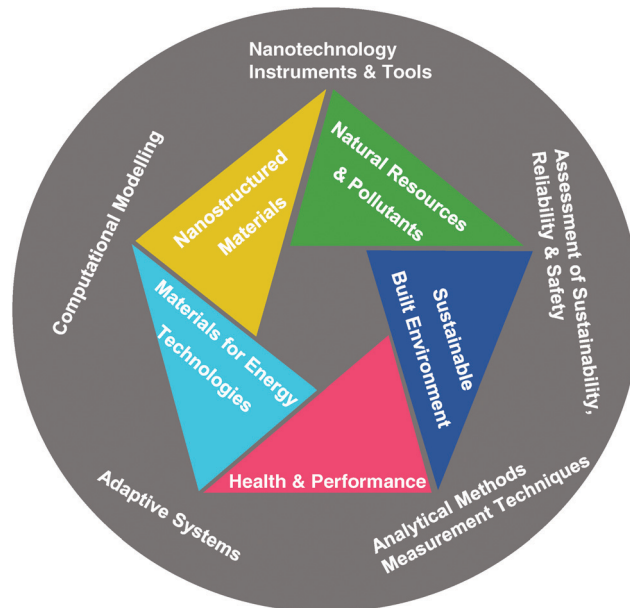 Nanotechnology
Instruments & Tools
Natural Resources
& Pollutants
Nanostructured
Materials
Assessment of Sustainability,
Reliability & Safety
Computational Modelling
Sustainable
Built Environment
Materials for Energy
Technologies
Health & Performance
Analytical Methods
Measurement Techniques
Adaptive Systems